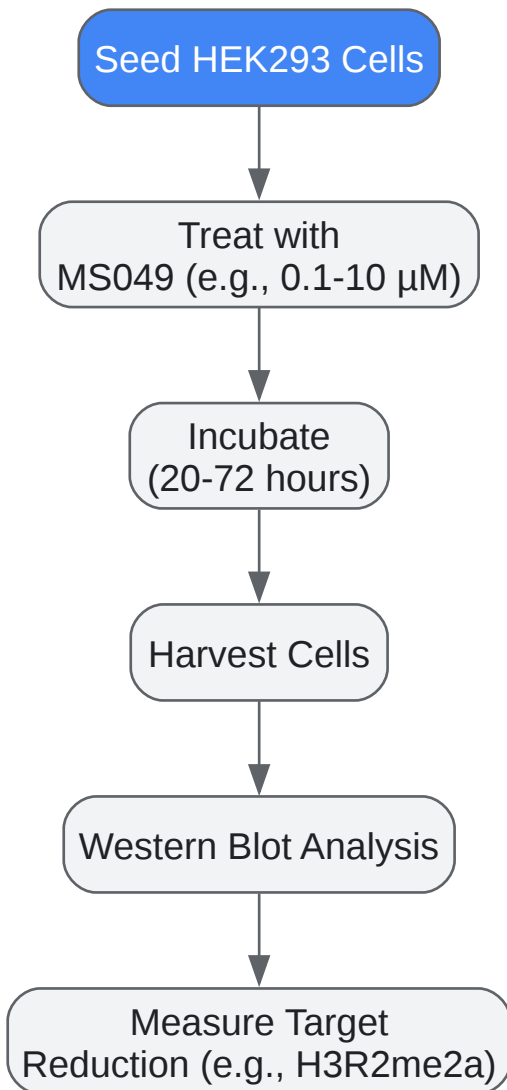 Seed HEK293 Cells
Treat with
MS049 (e.g., 0.1-10 µM)
Incubate
(20-72 hours)
Harvest Cells
Western Blot Analysis
Measure Target
Reduction (e.g., H3R2me2a)